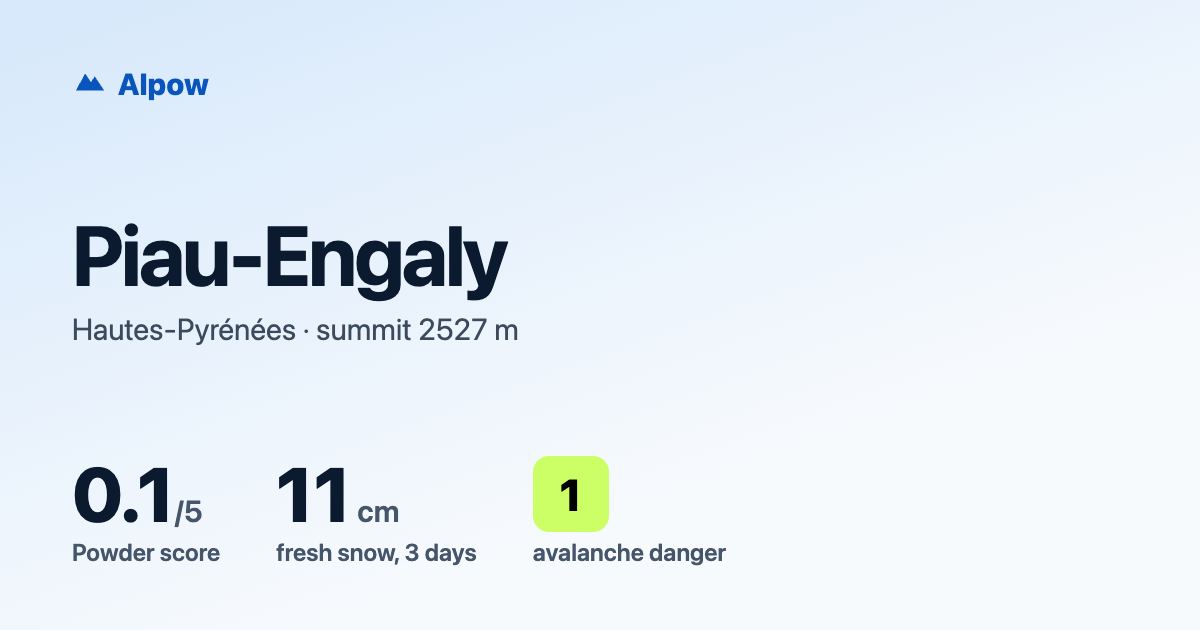 Alpow
Piau-Engaly
Hautes-Pyrénées · summit 2527 m
0.1/5
Powder score
11 cm
fresh snow, 3 days
1
avalanche danger